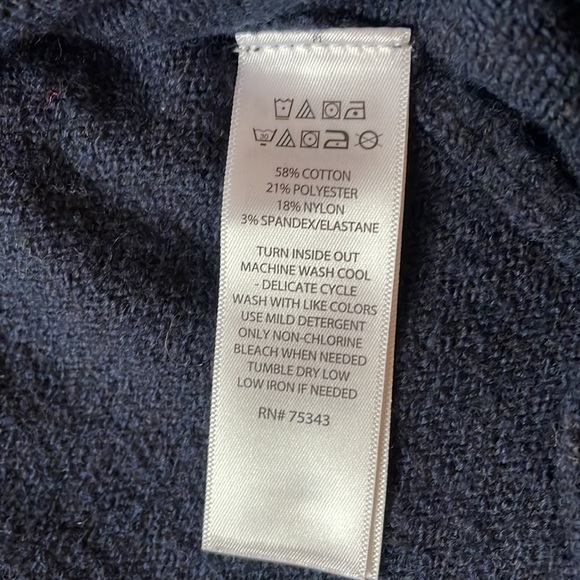 30
58% COTTON
21% POLYESTER
18% NYLON
3% SPANDEX/ELASTANE
TURN INSIDE OUT
MACHINE WASH COOL
- DELICATE CYCLE
WASH WITH LIKE COLORS
USE MILD DETERGENT
ONLY NON-CHLORINE
BLEACH WHEN NEEDED
TUMBLE DRY LOW
LOW IRON IF NEEDED
RN# 75343